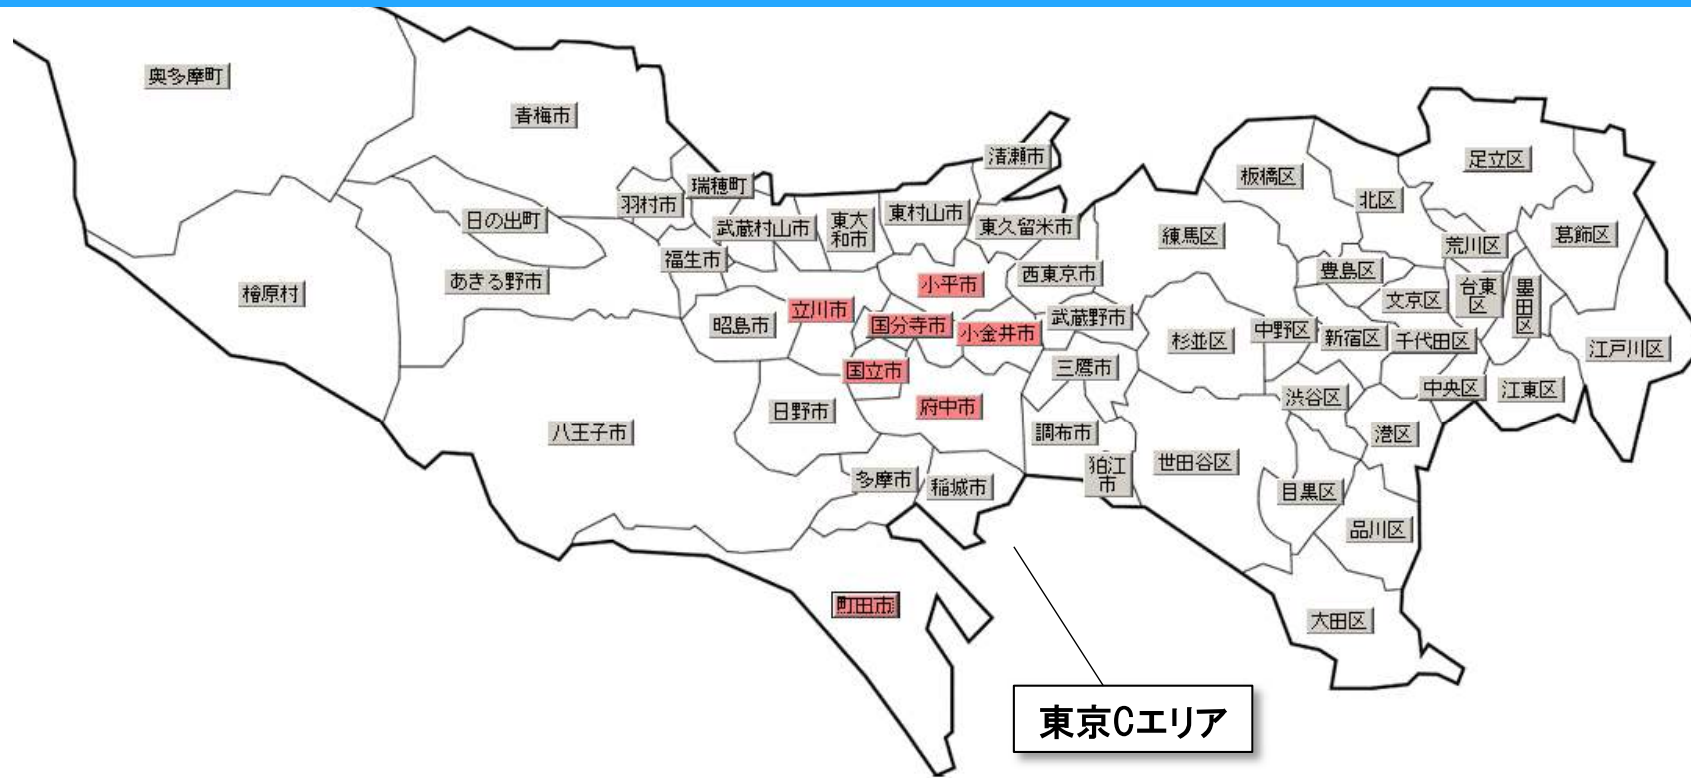 奥多摩町
青梅市
清瀬市
足立区
板橋区
瑞穂町
北区
羽村市
日の出町
武蔵村山市
東大
和市
東村山市
東久留米市
練馬区
荒川区
葛飾区
福生市
あきる野市
小平市
西東京市
豊島区
檜原村
文京区
台東
区
墨田区
立川市
昭島市
国分寺市
小金井市
武蔵野市
杉並区
中野区
新宿区
千代田区
江戸川区
国立市
三鷹市
中央区
江東区
渋谷区
日野市
府中市
八王子市
調布市
港区
世田谷区
狛江
市
多摩市
稲城市
目黒区
品川区
町田市
大田区
東京Cエリア